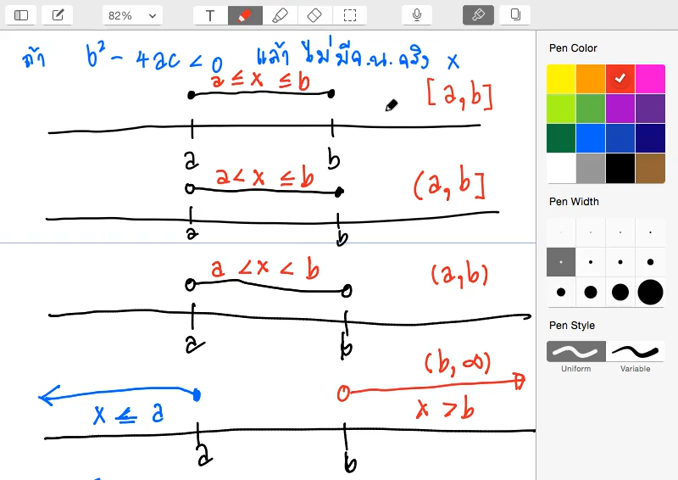 82%
T
ถ้า b² - 4ac < 0 แล้ว ไม่มีจ.น.จริง x
a ≤ x ≤ b
[a, b]
a b
a < x ≤ b
(a, b]
a b
a < x < b
(a, b)
a b
(b, ∞)
x ≤ a
x > b
a b
Pen Color
Pen Width
Pen Style
Uniform Variable